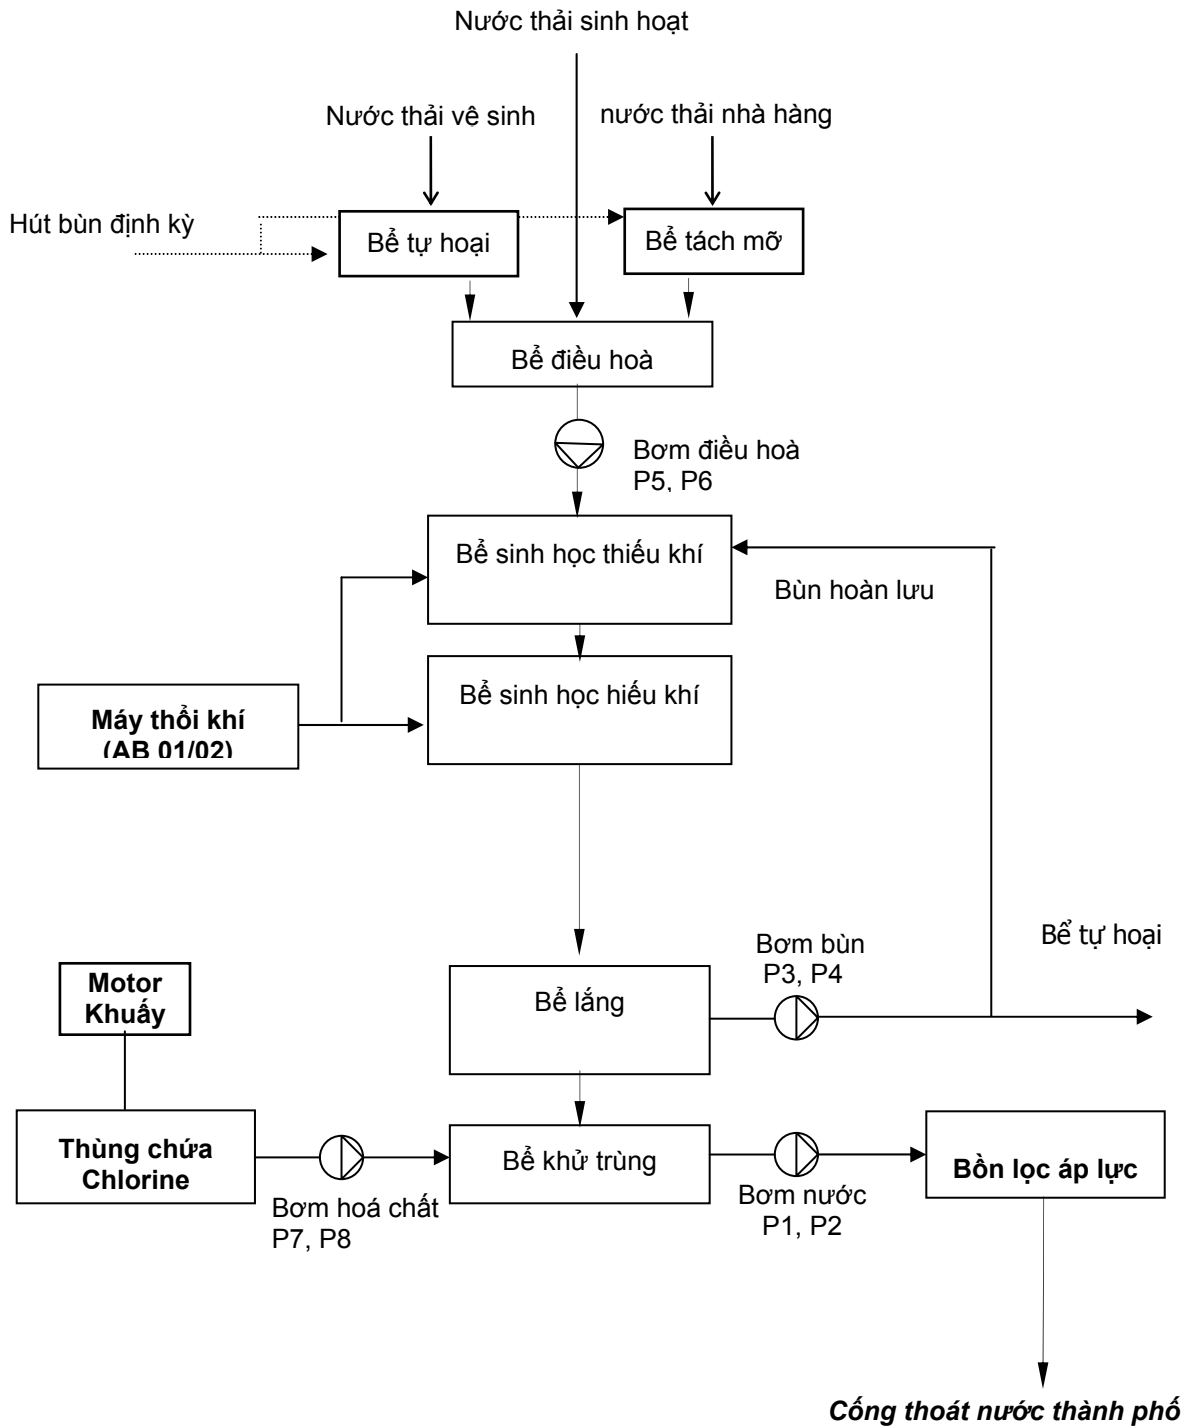 Nước thải sinh hoạt
Nước thải vệ sinh
nước thải nhà hàng
Hút bùn định kỳ
Bể tự hoại
Bể tách mỡ
Bể điều hoà
Bơm điều hoà
P5, P6
Bể sinh học thiếu khí
Bùn hoàn lưu
Bể sinh học hiếu khí
Máy thổi khí
(AB 01/02)
Bể tự hoại
Bơm bùn
P3, P4
Motor
Khuấy
Bể lắng
Thùng chứa
Chlorine
Bể khử trùng
Bồn lọc áp lực
Bơm hoá chất
P7, P8
Bơm nước
P1, P2
Cống thoát nước thành phố